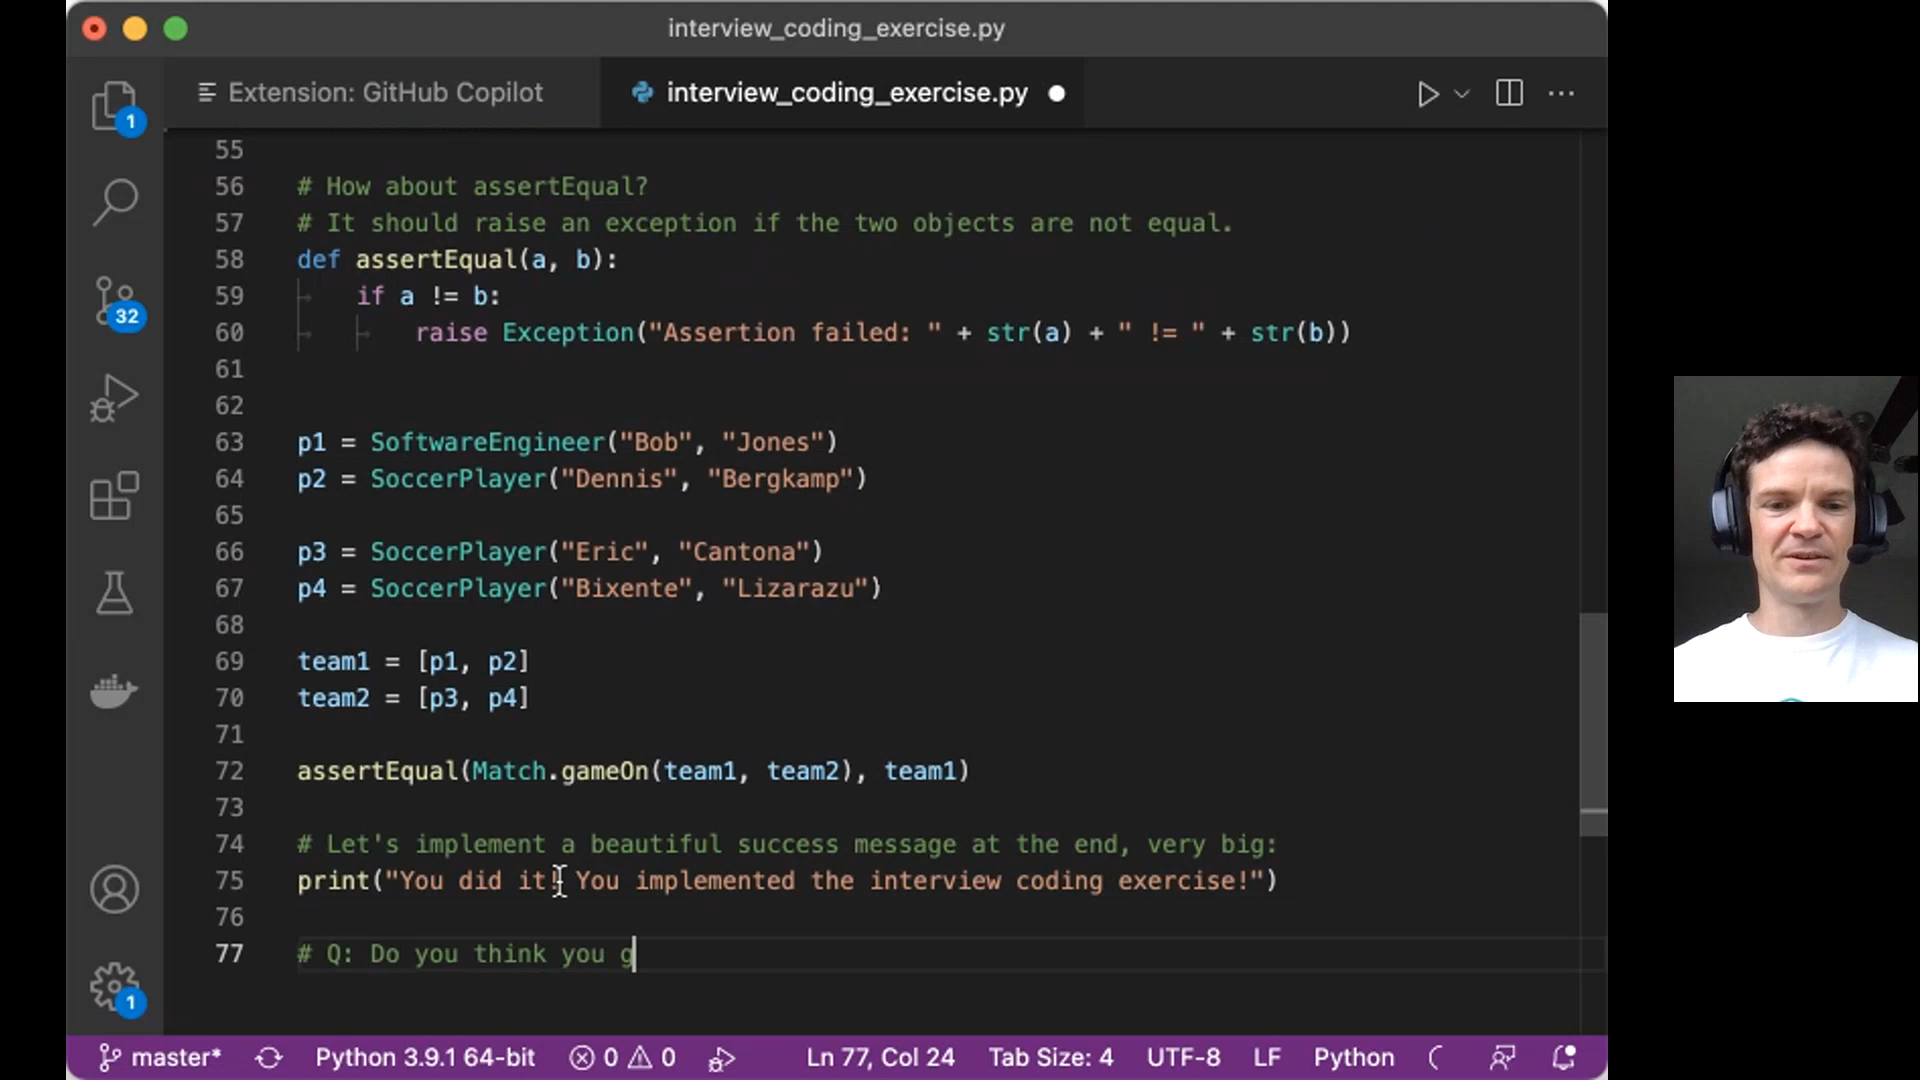 interview_coding_exercise.py
Extension: GitHub Copilot
interview_coding_exercise.py
1
32
1
55
56 # How about assertEqual?
57 # It should raise an exception if the two objects are not equal.
58 def assertEqual(a, b):
59 if a != b:
60 raise Exception("Assertion failed: " + str(a) + " != " + str(b))
61
62
63 p1 = SoftwareEngineer("Bob", "Jones")
64 p2 = SoccerPlayer("Dennis", "Bergkamp")
65
66 p3 = SoccerPlayer("Eric", "Cantona")
67 p4 = SoccerPlayer("Bixente", "Lizarazu")
68
69 team1 = [p1, p2]
70 team2 = [p3, p4]
71
72 assertEqual(Match.gameOn(team1, team2), team1)
73
74 # Let's implement a beautiful success message at the end, very big:
75 print("You did it! You implemented the interview coding exercise!")
76
77 # Q: Do you think you g
master* Python 3.9.1 64-bit 0 0 Ln 77, Col 24 Tab Size: 4 UTF-8 LF Python